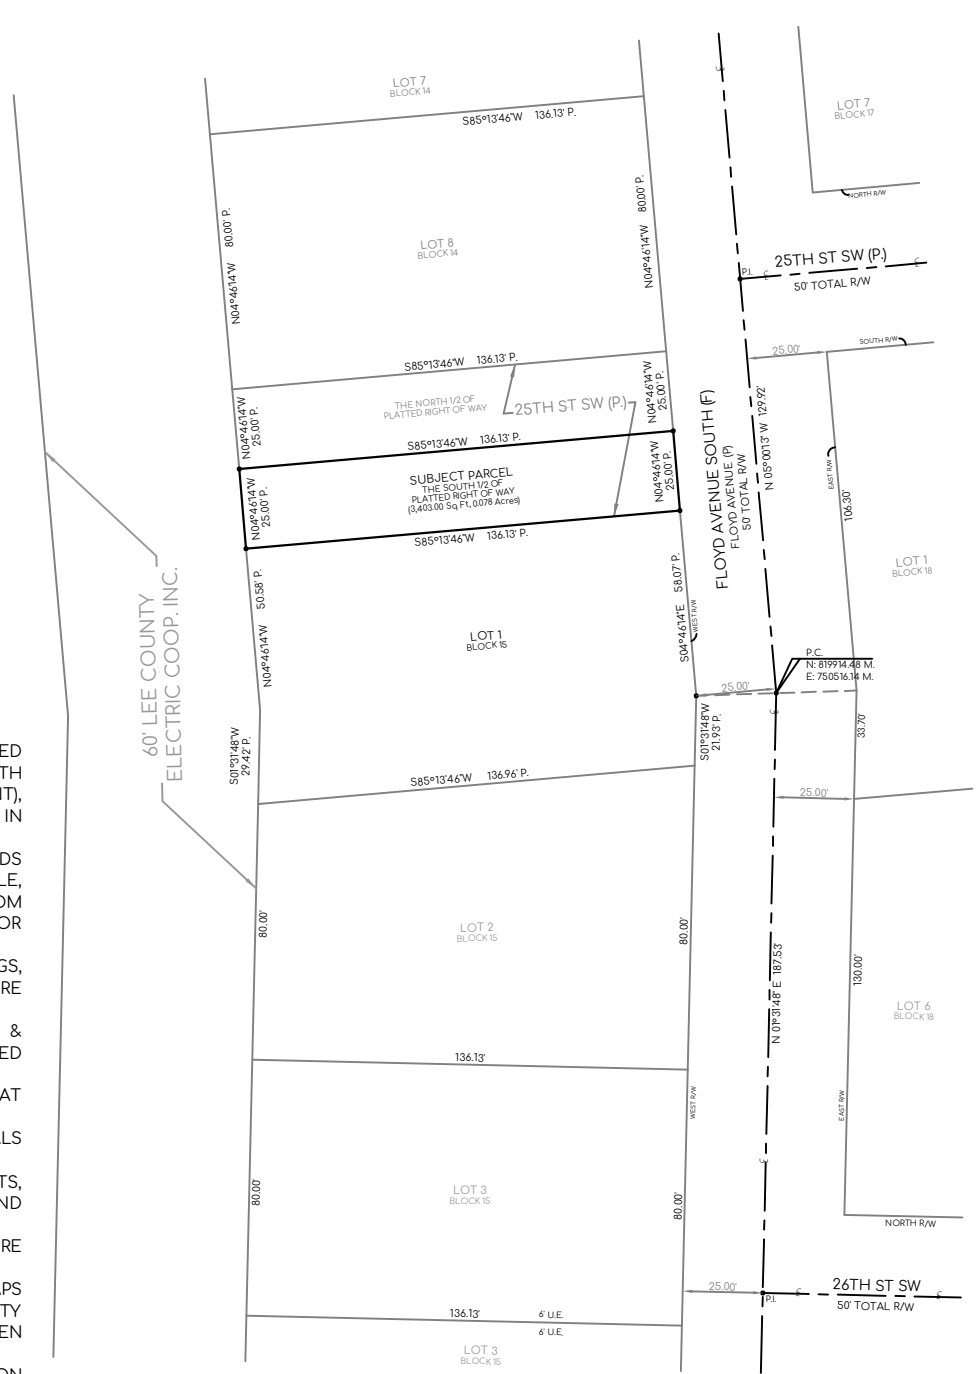 LOT 7
BLOCK 14
S85°13'46"W 136.13' P.
80.00' P.
N04°46'14"W
80.00' P.
N04°46'14"W
LOT 8
BLOCK 14
S85°13'46"W 136.13' P.
LOT 7
BLOCK 17
NORTH R/W
25TH ST SW (P.)
50' TOTAL R/W
P.I.
SOUTH R/W
25.00'
THE NORTH 1/2 OF
PLATTED RIGHT OF WAY
25TH ST SW (P.)
N04°46'14"W
25.00' P.
N04°46'14"W
25.00' P.
S85°13'46"W 136.13' P.
SUBJECT PARCEL
THE SOUTH 1/2 OF
PLATTED RIGHT OF WAY
(3,403.00 Sq. Ft., 0.078 Acres)
N04°46'14"W
25.00' P.
N04°46'14"W
25.00' P.
S85°13'46"W 136.13' P.
FLOYD AVENUE SOUTH (F)
FLOYD AVENUE (P)
50' TOTAL R/W
N 05°00'13" W 129.92'
EAST R/W
106.30'
LOT 1
BLOCK 18
60' LEE COUNTY
ELECTRIC COOP. INC.
N04°46'14"W 50.58' P.
LOT 1
BLOCK 15
S04°46'14"E 58.07' P.
WEST R/W
P.C.
N: 819914.48 M.
E: 750516.14 M.
25.00'
S01°31'48"W
29.42' P.
S01°31'48"W
21.93' P.
33.70'
S85°13'46"W 136.96' P.
25.00'
ED
TH
T),
IN
DS
LE,
OM
OR
GS,
RE
&
ED
AT
LS
TS,
ND
RE
PS
TY
EN
ON
80.00'
LOT 2
BLOCK 15
80.00'
N 01°31'48" E 187.53'
130.00'
LOT 6
BLOCK 18
136.13'
WEST R/W
EAST R/W
80.00'
LOT 3
BLOCK 15
80.00'
NORTH R/W
25.00'
26TH ST SW
50' TOTAL R/W
P.I.
136.13'
6' U.E.
6' U.E.
LOT 3
BLOCK 15